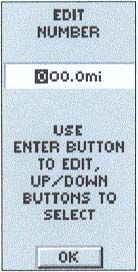 EDIT
NUMBER
000.0mi
USE
ENTER BUTTON
TO EDIT,
UP/DOWN
BUTTONS TO
SELECT
OK